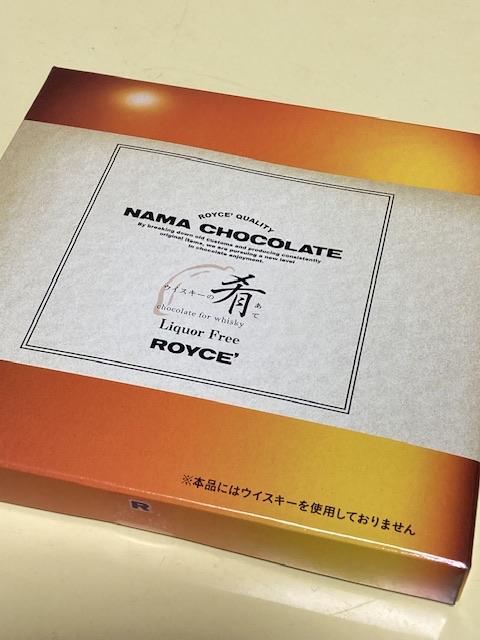 ROYCE' QUALITY
NAMA CHOCOLATE
By breaking down old customs and producing consistently
original items, we are pursuing a new level
in chocolate enjoyment.
ウイスキーの肴
あて
chocolate for whisky
Liquor Free
ROYCE'
※本品にはウイスキーを使用しておりません
R